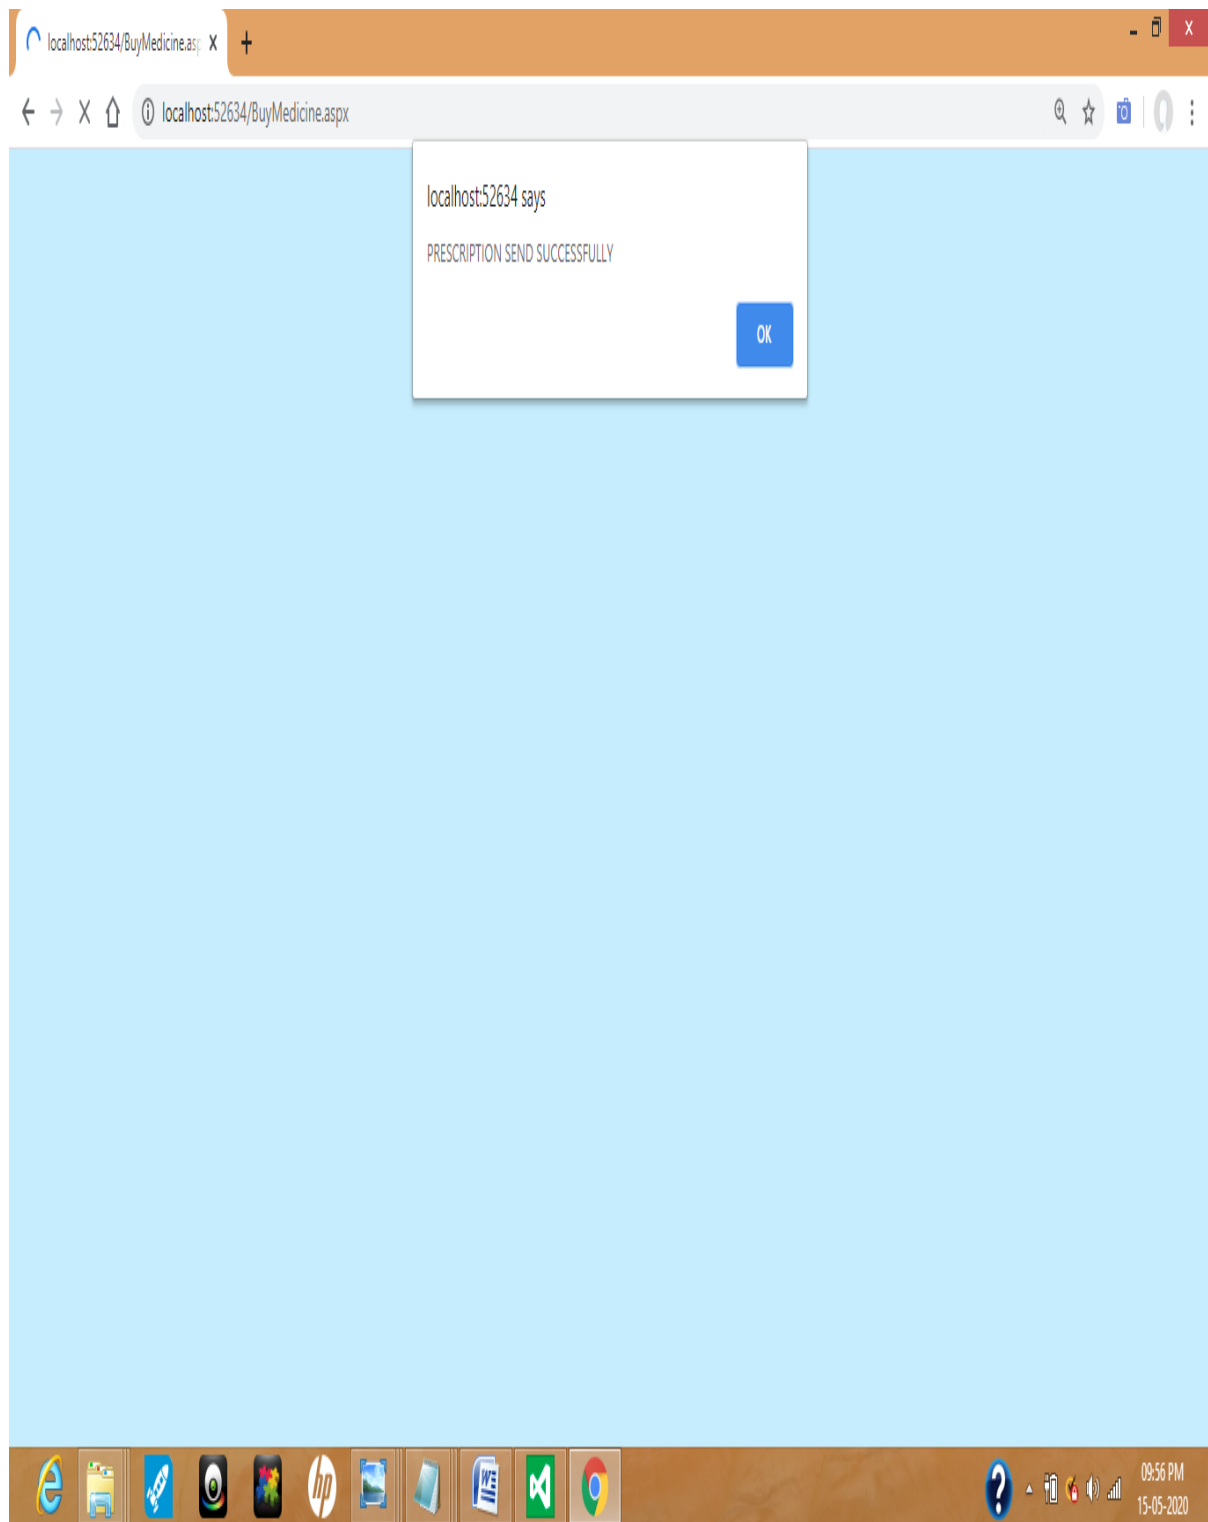 localhost:52634/BuyMedicine.asp
localhost:52634/BuyMedicine.aspx
localhost:52634 says
PRESCRIPTION SEND SUCCESSFULLY
OK
hp
W
?
09:56 PM
15-05-2020